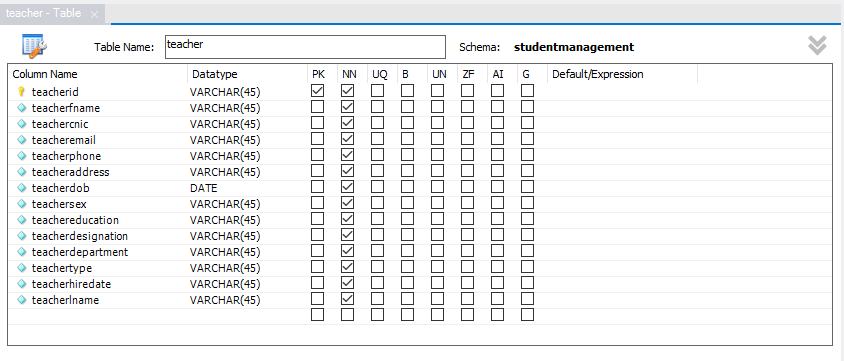 teacher - Table
Table Name: teacher Schema: studentmanagement
Column Name Datatype PK NN UQ B UN ZF AI G Default/Expression
teacherid VARCHAR(45)
teacherfname VARCHAR(45)
teachercnic VARCHAR(45)
teacheremail VARCHAR(45)
teacherphone VARCHAR(45)
teacheraddress VARCHAR(45)
teacherdob DATE
teachersex VARCHAR(45)
teachereducation VARCHAR(45)
teacherdesignation VARCHAR(45)
teacherdepartment VARCHAR(45)
teachertype VARCHAR(45)
teacherhiredate VARCHAR(45)
teacherlname VARCHAR(45)